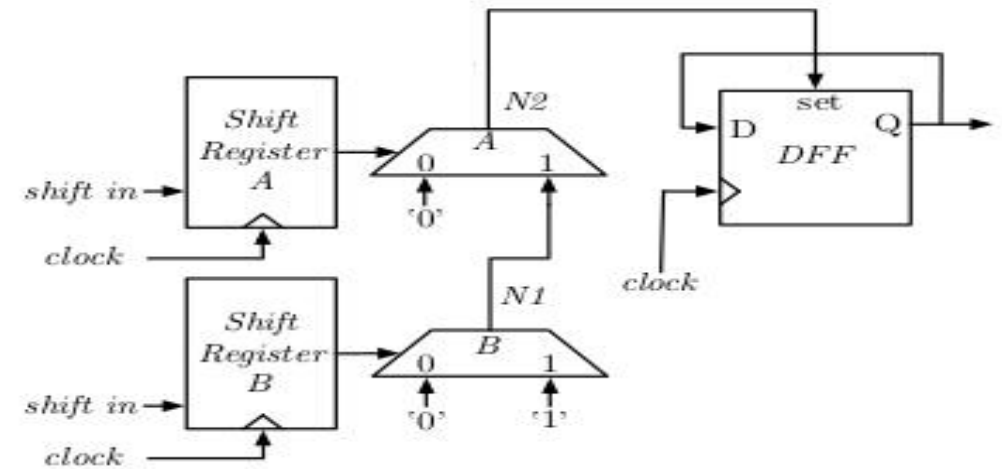 N2
Shift
Register
A
shift in
clock
A
0 1
'0'
set
D Q
DFF
clock
N1
Shift
Register
B
shift in
clock
B
0 1
'0' '1'